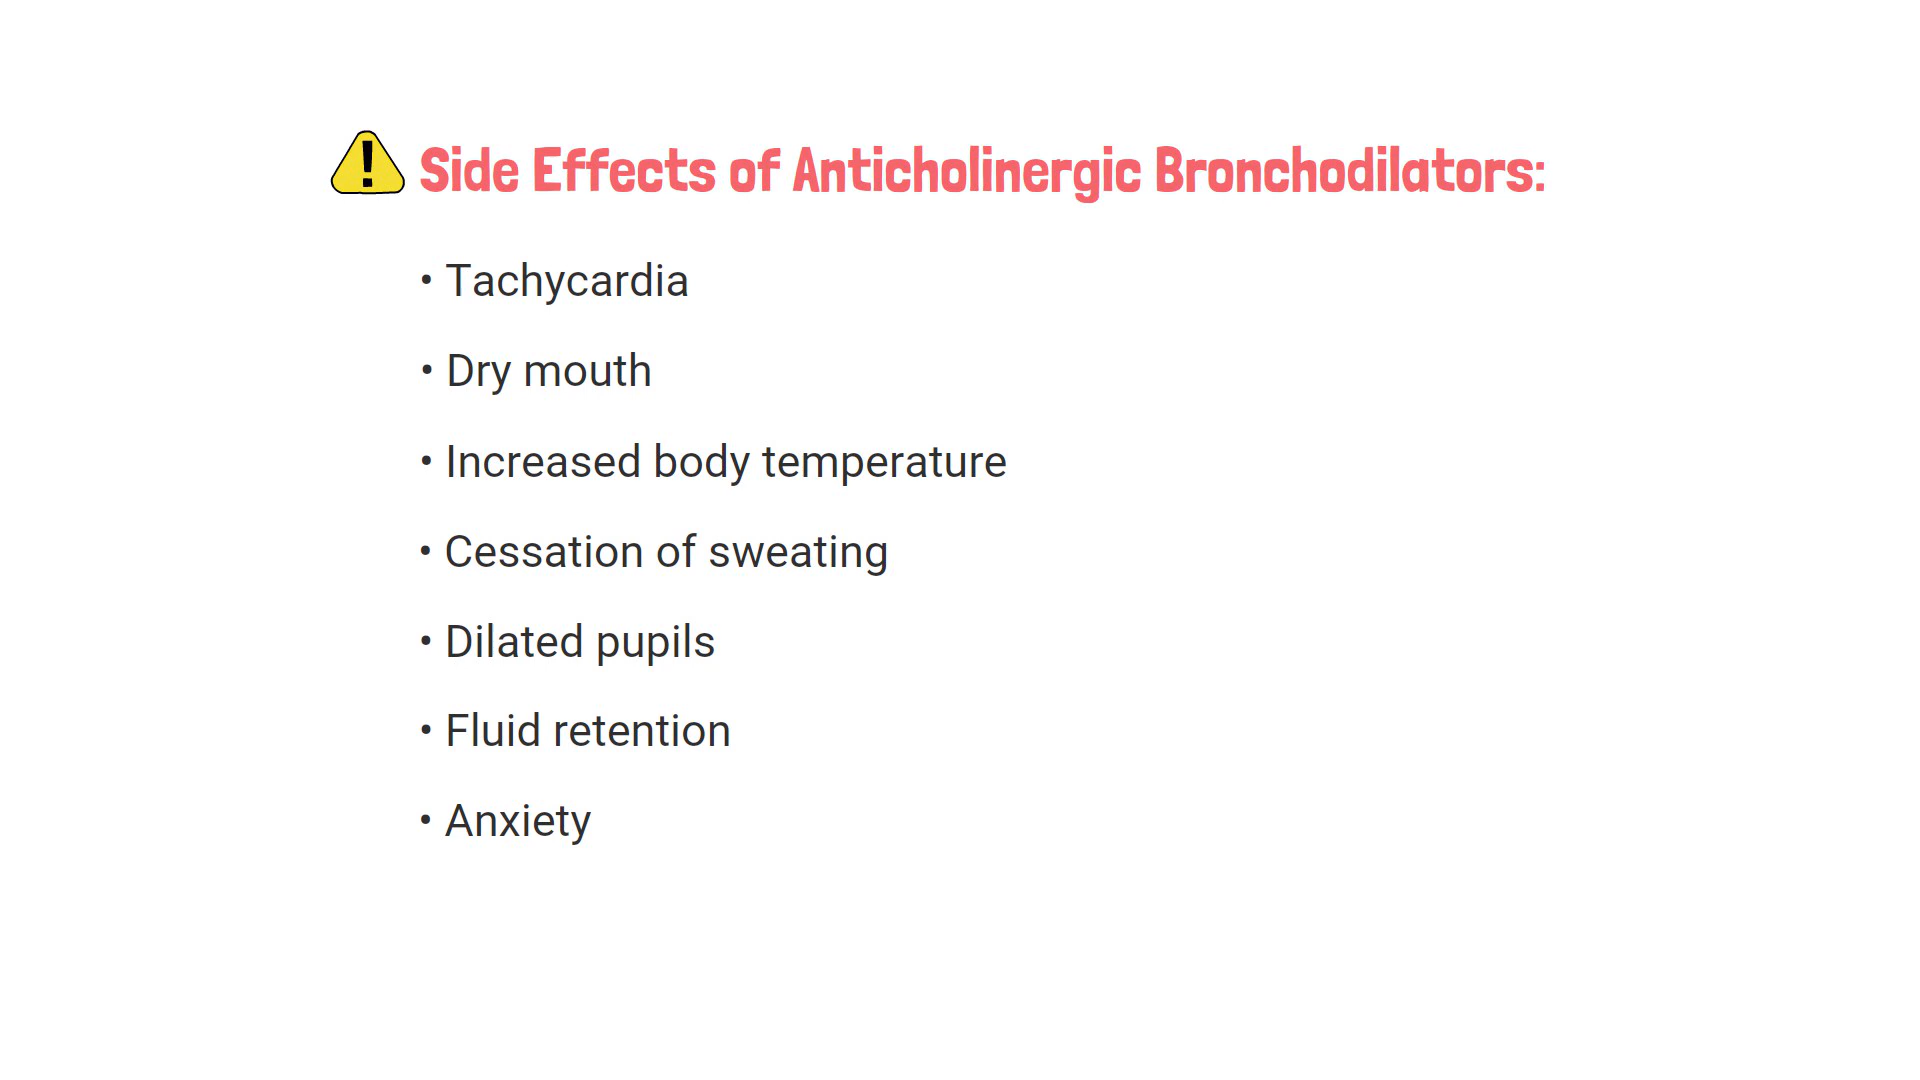 Side Effects of Anticholinergic Bronchodilators:
• Tachycardia
• Dry mouth
• Increased body temperature
• Cessation of sweating
• Dilated pupils
• Fluid retention
• Anxiety